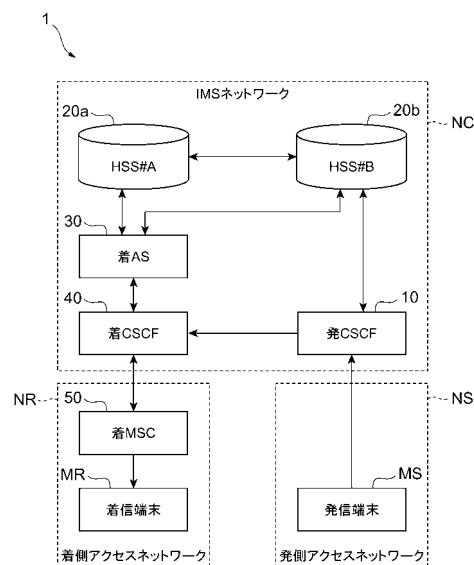 1
IMSネットワーク
20a
20b
NC
HSS#A
HSS#B
30
着AS
40
10
着CSCF
発CSCF
NR
50
NS
着MSC
MR
MS
着信端末
発信端末
着側アクセスネットワーク
発側アクセスネットワーク